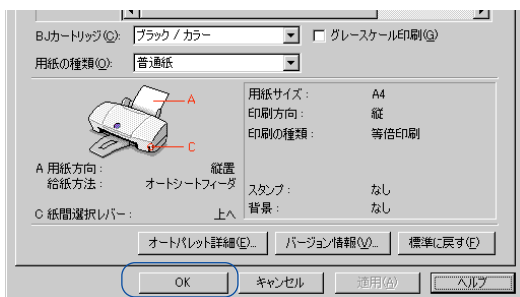 BJカートリッジ(C): ブラック / カラー グレースケール印刷(G)
用紙の種類(O): 普通紙
A
C
A 用紙方向： 縦置
給紙方法： オートシートフィーダ
C 紙間選択レバー： 上へ
用紙サイズ： A4
印刷方向： 縦
印刷の種類： 等倍印刷
スタンプ： なし
背景： なし
オートパレット詳細(E)... バージョン情報(V)... 標準に戻す(F)
OK キャンセル 適用(A) ヘルプ